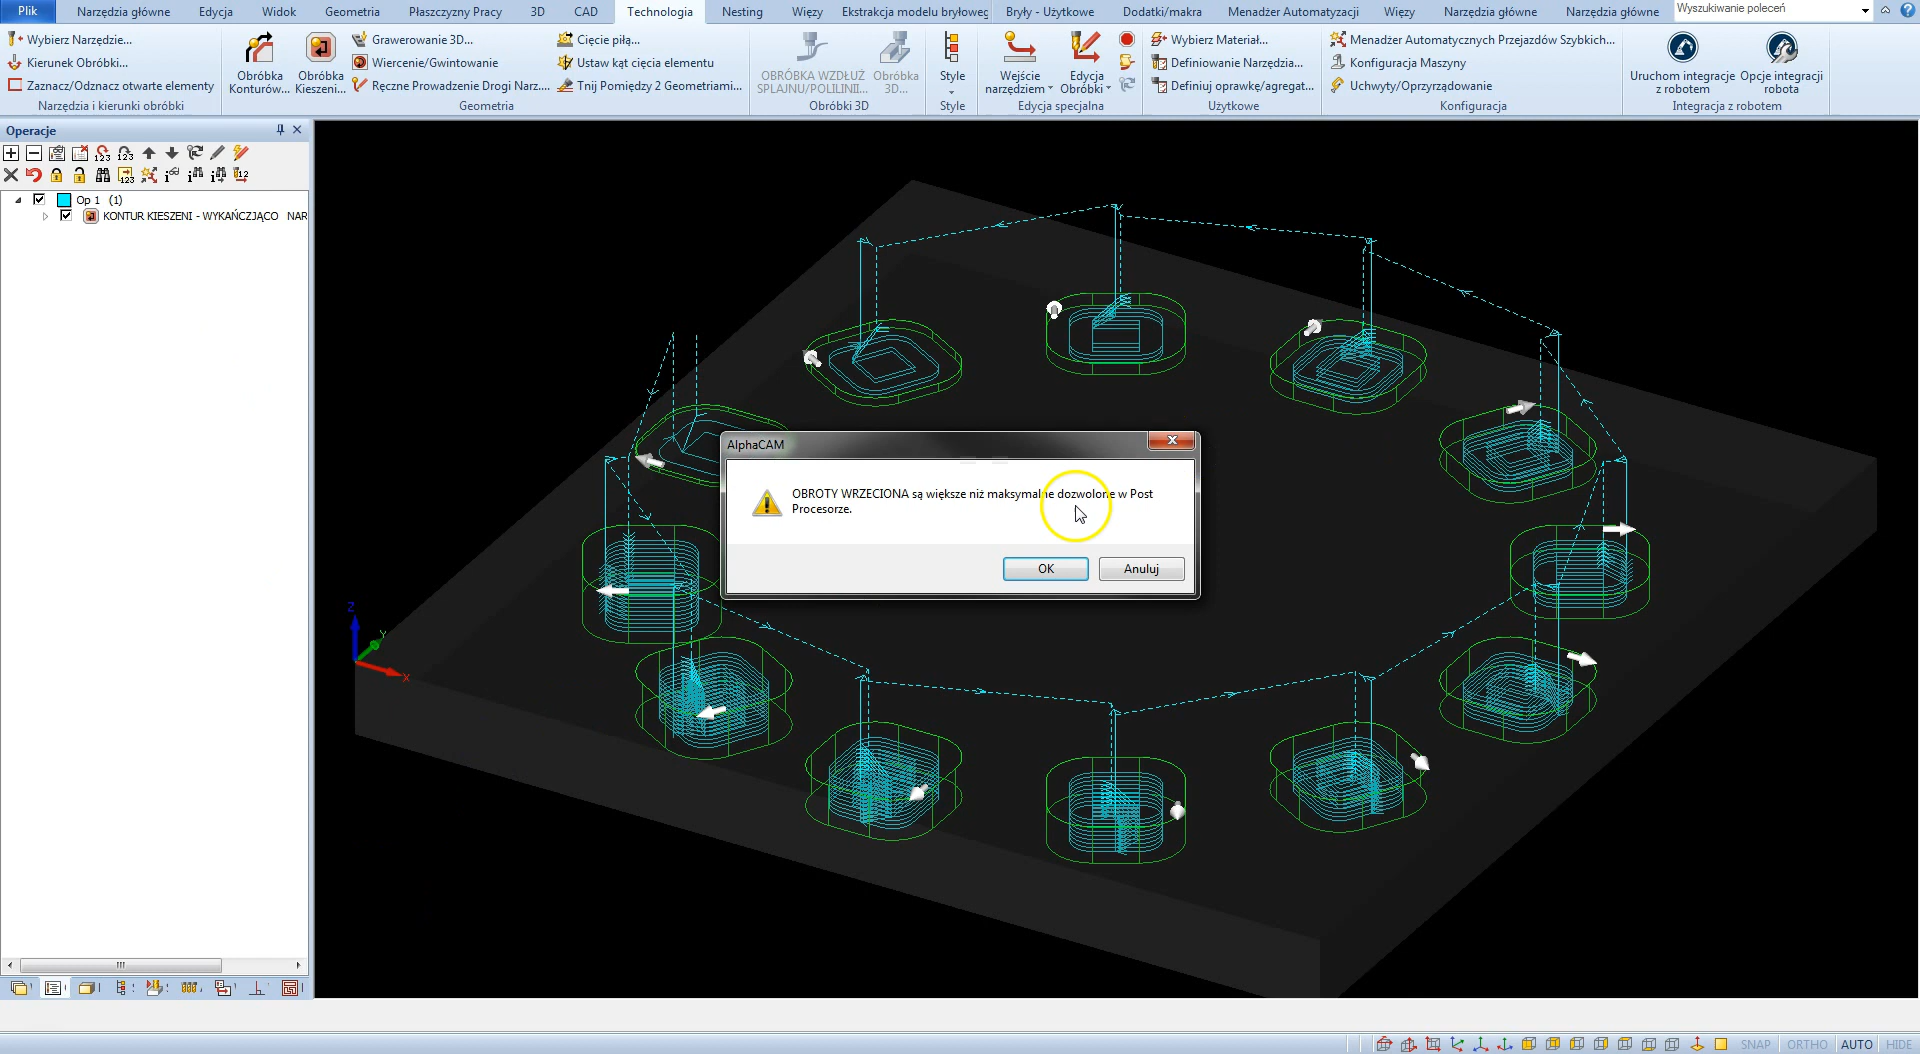 Plik Narzędzia główne Edycja Widok Geometria Płaszczyzny Pracy 3D CAD Technologia Nesting Więzy Ekstrakcja modelu bryłoweg Bryły - Użytkowe Dodatki/makra Menadżer Automatyzacji Więzy Narzędzia główne Narzędzia główne Wyszukiwanie poleceń
Wybierz Narzędzie...
Kierunek Obróbki...
Zaznacz/Odznacz otwarte elementy
Narzędzia i kierunki obróbki
Obróbka Konturów...
Obróbka Kieszeni...
Grawerowanie 3D...
Wiercenie/Gwintowanie
Ręczne Prowadzenie Drogi Narz....
Cięcie piłą...
Ustaw kąt cięcia elementu
Tnij Pomiędzy 2 Geometriami...
Geometria
OBRÓBKA WZDŁUŻ SPLAJNU/POLILINII...
Obróbka 3D...
Obróbki 3D
Style
Style
Wejście narzędziem
Edycja Obróbki
Edycja specjalna
Wybierz Materiał...
Definiowanie Narzędzia...
Definiuj oprawkę/agregat...
Użytkowe
Menadżer Automatycznych Przejazdów Szybkich...
Konfiguracja Maszyny
Uchwyty/Oprzyrządowanie
Konfiguracja
Uruchom integracje z robotem
Opcje integracji robota
Integracja z robotem
Operacje
Op 1 (1)
KONTUR KIESZENI - WYKAŃCZJĄCO NAR
AlphaCAM
OBROTY WRZECIONA są większe niż maksymalne dozwolone w Post
Procesorze.
OK Anuluj
Z
Y
X
SNAP ORTHO AUTO HIDE